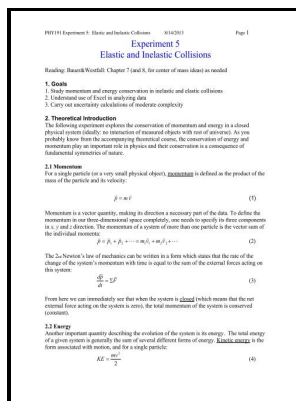 PHY191 Experiment 5: Elastic and Inelastic Collisions 8/14/2013 Page 1
Experiment 5
Elastic and Inelastic Collisions
Reading: Bauer&Westfall: Chapter 7 (and 8, for center of mass ideas) as needed
1. Goals
1. Study momentum and energy conservation in inelastic and elastic collisions
2. Understand use of Excel in analyzing data
3. Carry out uncertainty calculations of moderate complexity
2. Theoretical Introduction
The following experiment explores the conservation of momentum and energy in a closed
physical system (ideally: no interaction of measured objects with rest of universe). As you
probably know from the accompanying theoretical course, the conservation of energy and
momentum play an important role in physics and their conservation is a consequence of
fundamental symmetries of nature.
2.1 Momentum
For a single particle (or a very small physical object), momentum is defined as the product of the
mass of the particle and its velocity:
p⃗ = m v⃗ (1)
Momentum is a vector quantity, making its direction a necessary part of the data. To define the
momentum in our three-dimensional space completely, one needs to specify its three components
in x, y and z direction. The momentum of a system of more than one particle is the vector sum of
the individual momenta:
p⃗ = p⃗₁ + p⃗₂ + ⋯ = m₁v⃗₁ + m₂v⃗₂ + ⋯ (2)
The 2nd Newton's law of mechanics can be written in a form which states that the rate of the
change of the system's momentum with time is equal to the sum of the external forces acting on
this system:
dp⃗/dt = ΣF⃗ (3)
From here we can immediately see that when the system is closed (which means that the net
external force acting on the system is zero), the total momentum of the system is conserved
(constant).
2.2 Energy
Another important quantity describing the evolution of the system is its energy. The total energy
of a given system is generally the sum of several different forms of energy. Kinetic energy is the
form associated with motion, and for a single particle:
KE = mv²/2 (4)